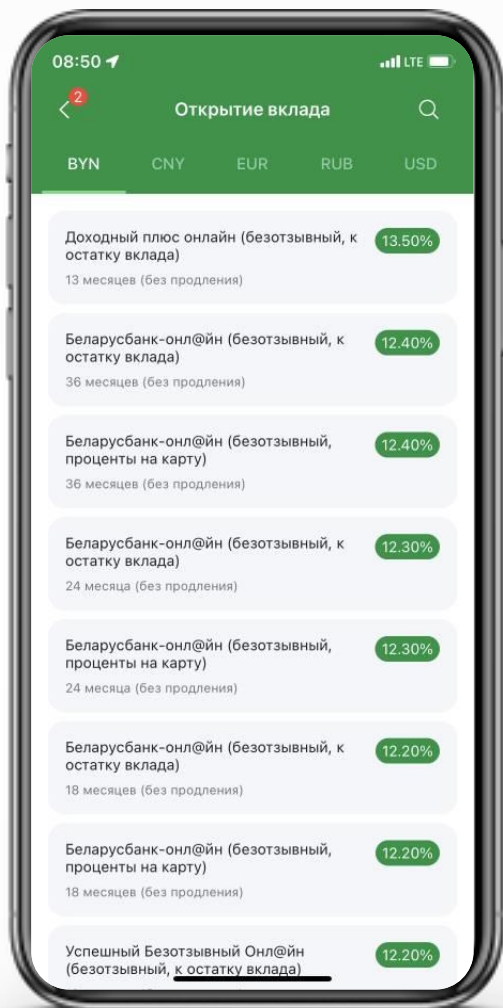 08:50
LTE
2
Открытие вклада
BYN CNY EUR RUB USD
Доходный плюс онлайн (безотзывный, к
остатку вклада)
13.50%
13 месяцев (без продления)
Беларусбанк-онл@йн (безотзывный, к
остатку вклада)
12.40%
36 месяцев (без продления)
Беларусбанк-онл@йн (безотзывный,
проценты на карту)
12.40%
36 месяцев (без продления)
Беларусбанк-онл@йн (безотзывный, к
остатку вклада)
12.30%
24 месяца (без продления)
Беларусбанк-онл@йн (безотзывный,
проценты на карту)
12.30%
24 месяца (без продления)
Беларусбанк-онл@йн (безотзывный, к
остатку вклада)
12.20%
18 месяцев (без продления)
Беларусбанк-онл@йн (безотзывный,
проценты на карту)
12.20%
18 месяцев (без продления)
Успешный Безотзывный Онл@йн
(безотзывный, к остатку вклада)
12.20%